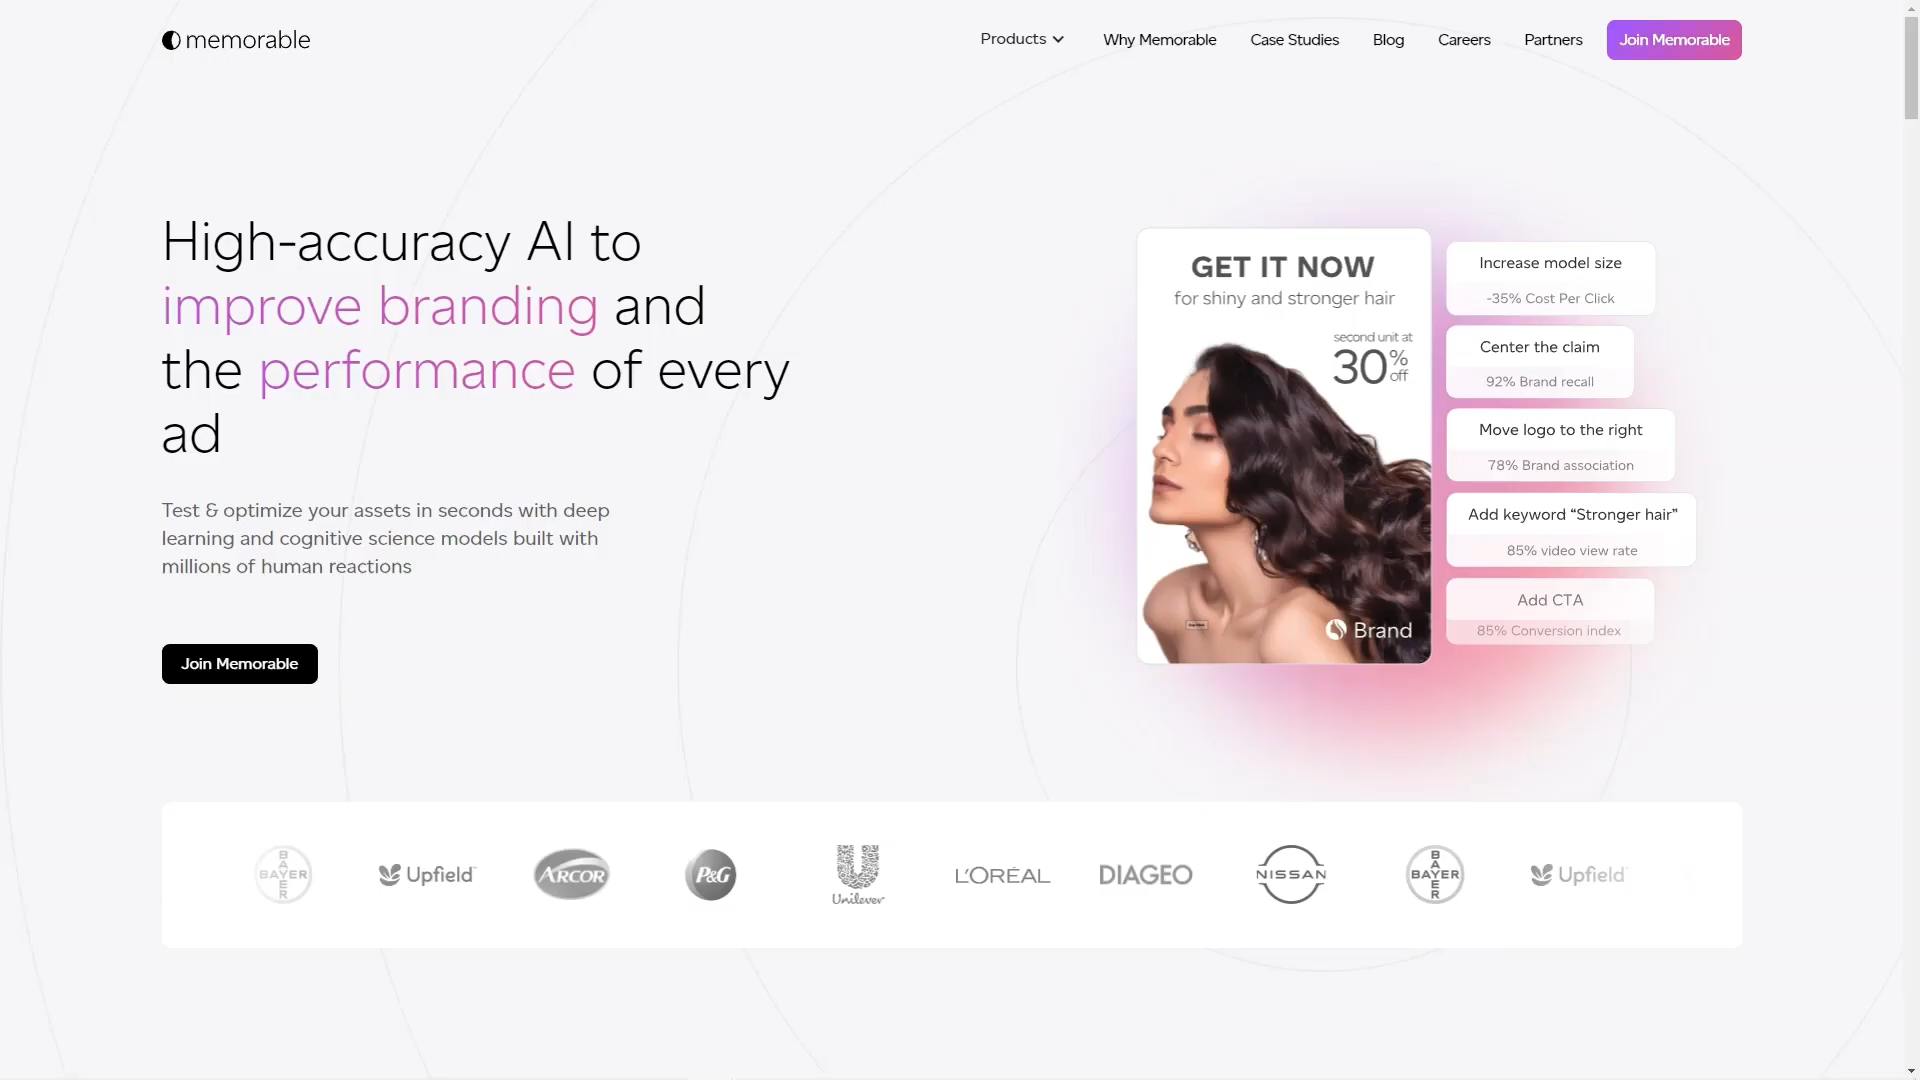 memorable
Products
Why Memorable
Case Studies
Blog
Careers
Partners
Join Memorable
High-accuracy AI to
improve branding and
the performance of every
ad
Test & optimize your assets in seconds with deep
learning and cognitive science models built with
millions of human reactions
Join Memorable
GET IT NOW
for shiny and stronger hair
second unit at
30% off
Brand
Increase model size
-35% Cost Per Click
Center the claim
92% Brand recall
Move logo to the right
78% Brand association
Add keyword “Stronger hair”
85% video view rate
Add CTA
85% Conversion index
BAYER
BAYER
Upfield
ARCOR
P&G
Unilever
L'ORÉAL
DIAGEO
NISSAN
BAYER
BAYER
Upfield